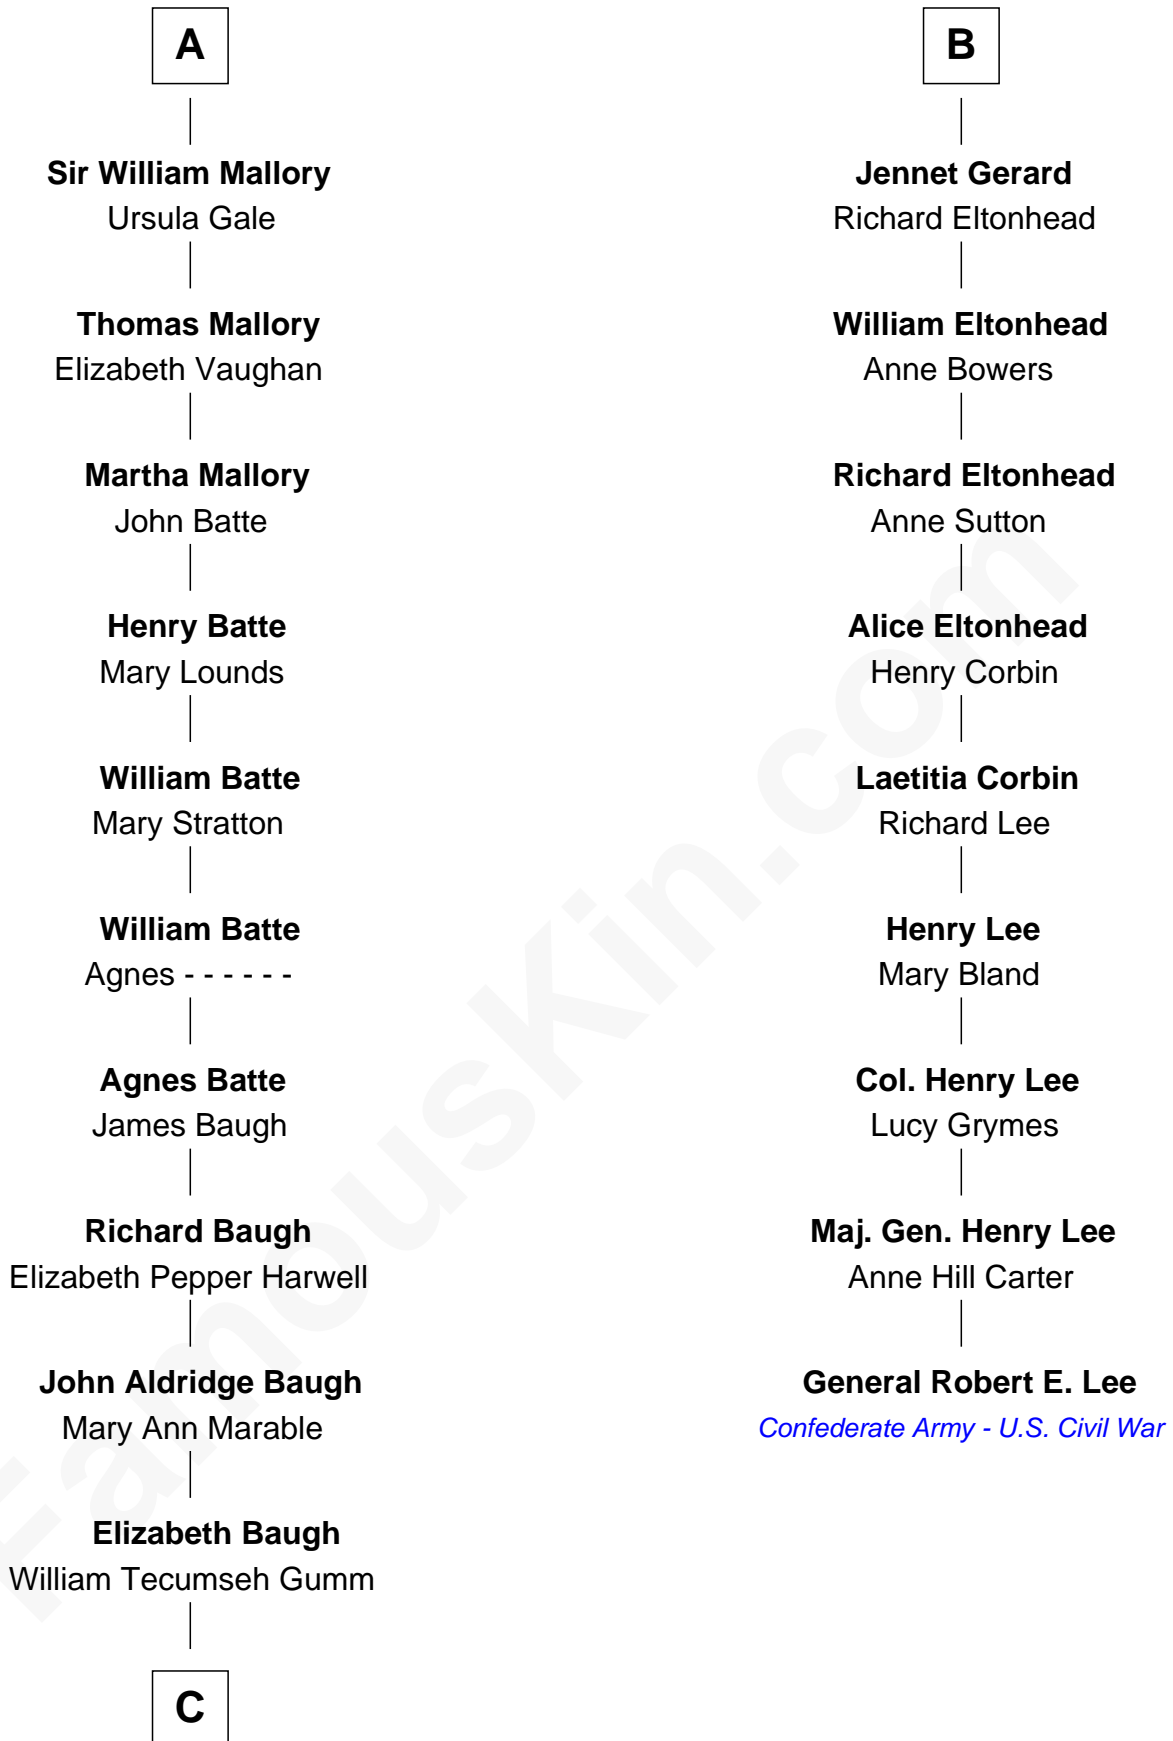 A
Sir William Mallory
Ursula Gale
Thomas Mallory
Elizabeth Vaughan
Martha Mallory
John Batte
Henry Batte
Mary Lounds
William Batte
Mary Stratton
William Batte
Agnes - - - - - -
Agnes Batte
James Baugh
Richard Baugh
Elizabeth Pepper Harwell
John Aldridge Baugh
Mary Ann Marable
Elizabeth Baugh
William Tecumseh Gumm
C
B
Jennet Gerard
Richard Eltonhead
William Eltonhead
Anne Bowers
Richard Eltonhead
Anne Sutton
Alice Eltonhead
Henry Corbin
Laetitia Corbin
Richard Lee
Henry Lee
Mary Bland
Col. Henry Lee
Lucy Grymes
Maj. Gen. Henry Lee
Anne Hill Carter
General Robert E. Lee
Confederate Army - U.S. Civil War
FamousKin.com